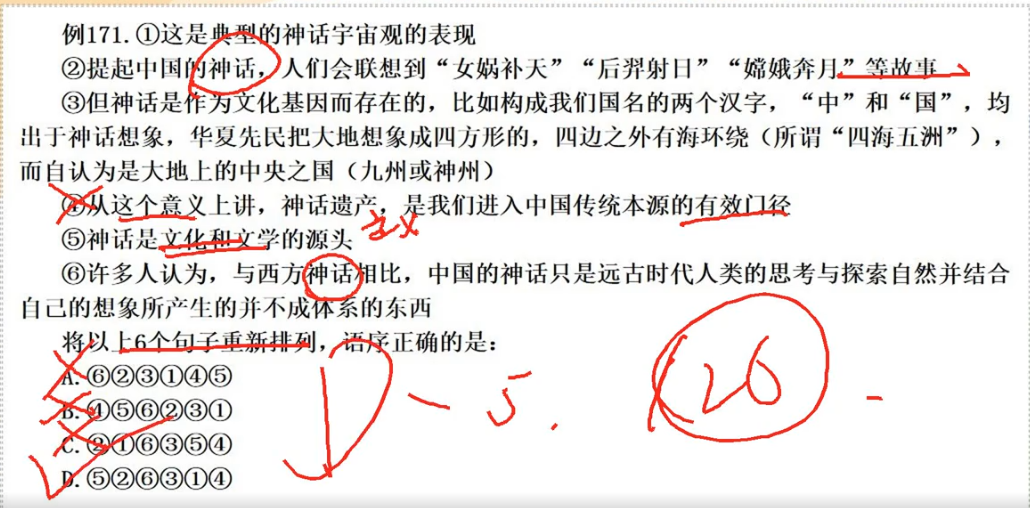 例171.①这是典型的神话宇宙观的表现
②提起中国的神话，人们会联想到“女娲补天”“后羿射日”“嫦娥奔月”等故事
③但神话是作为文化基因而存在的，比如构成我们国名的两个汉字，“中”和“国”，均
出于神话想象，华夏先民把大地想象成四方形的，四边之外有海环绕（所谓“四海五洲”），
而自认为是大地上的中央之国（九州或神州）
④从这个意义上讲，神话遗产，是我们进入中国传统本源的有效门径
⑤神话是文化和文学的源头
⑥许多人认为，与西方神话相比，中国的神话只是远古时代人类的思考与探索自然并结合
自己的想象所产生的并不成体系的东西
将以上6个句子重新排列，语序正确的是：
A.⑥②③①④⑤
B.④⑤⑥②③①
C.②①⑥③⑤④
D.⑤②⑥③①④
5.
26